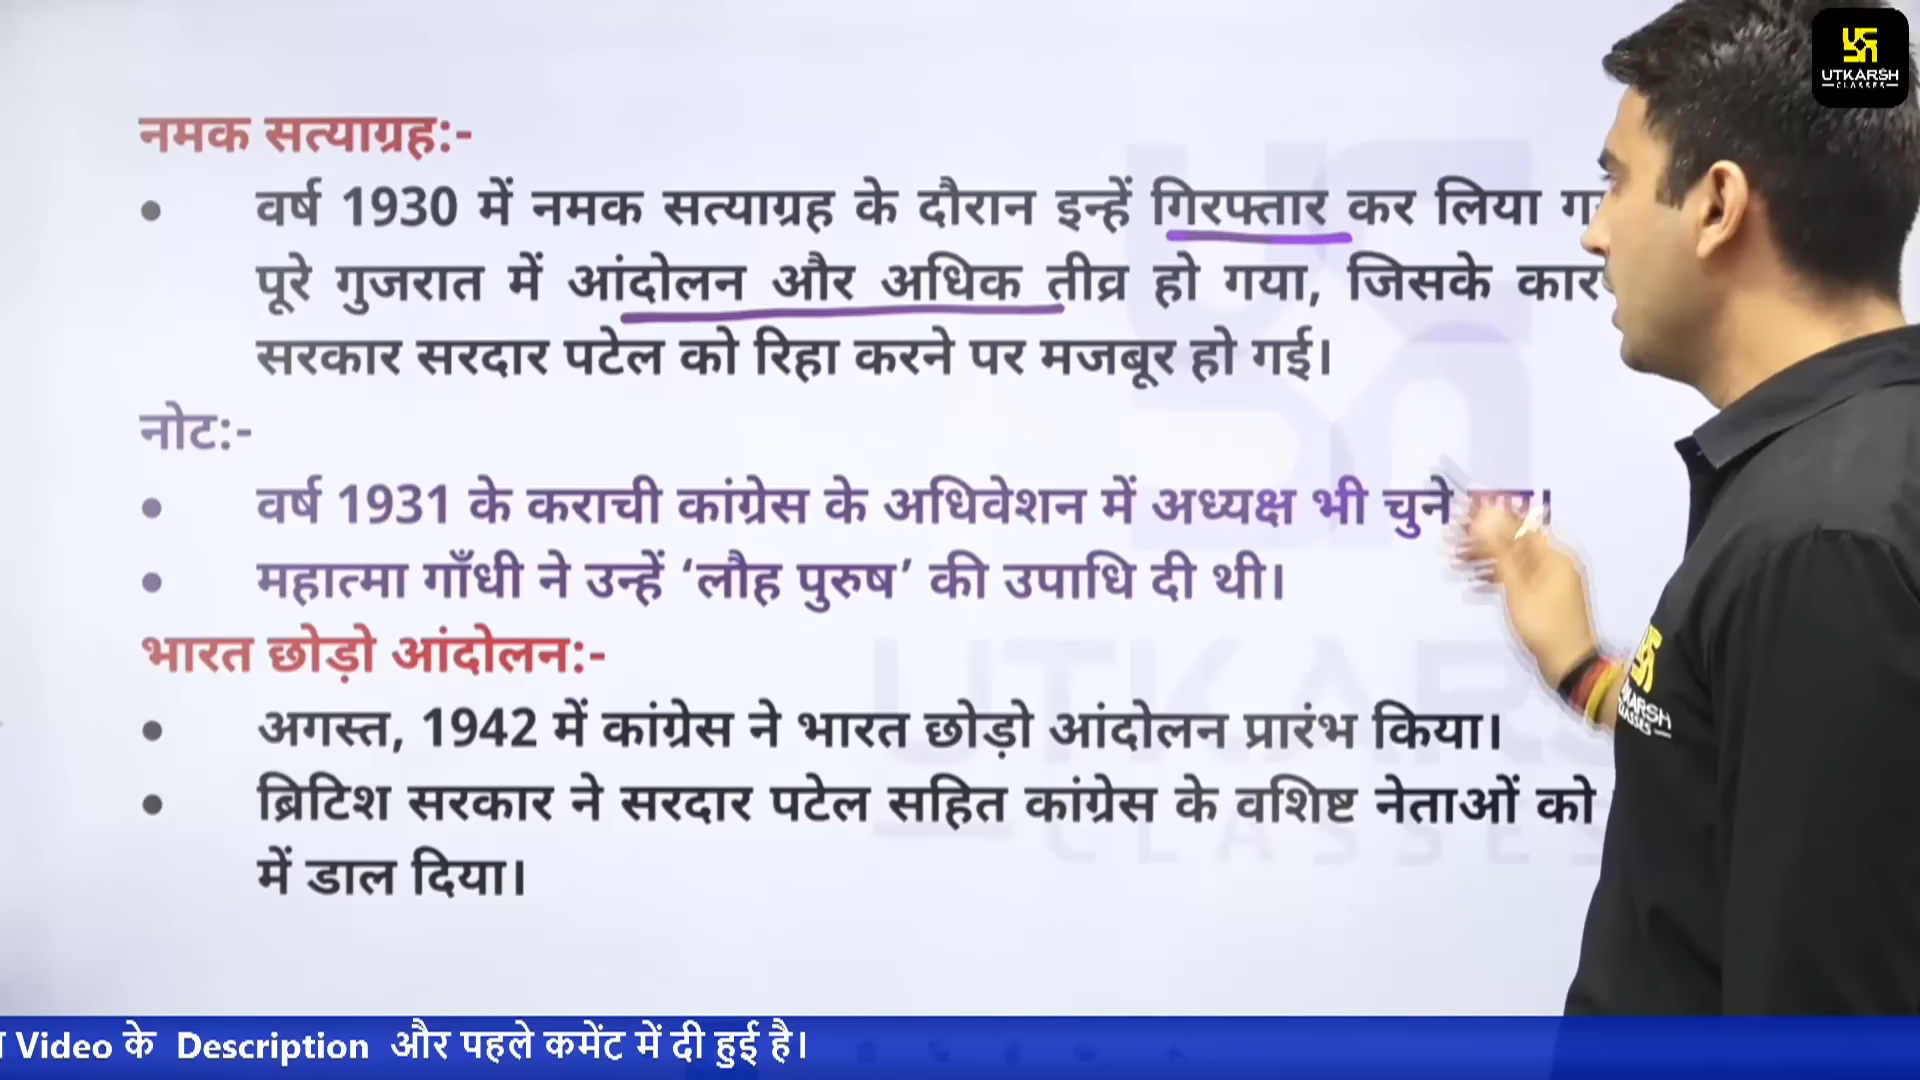 UTKARSH
CLASSES
नमक सत्याग्रह:-
• वर्ष 1930 में नमक सत्याग्रह के दौरान इन्हें गिरफ्तार कर लिया
पूरे गुजरात में आंदोलन और अधिक तीव्र हो गया, जिसके
सरकार सरदार पटेल को रिहा करने पर मजबूर हो गई।
नोट:-
• वर्ष 1931 के कराची कांग्रेस के अधिवेशन में अध्यक्ष भी चुने
• महात्मा गाँधी ने उन्हें ‘लौह पुरुष’ की उपाधि दी थी।
भारत छोड़ो आंदोलन:-
• अगस्त, 1942 में कांग्रेस ने भारत छोड़ो आंदोलन प्रारंभ किया।
• ब्रिटिश सरकार ने सरदार पटेल सहित कांग्रेस के वशिष्ट नेताओं को
में डाल दिया।
Video के Description और पहले कमेंट में दी हुई है।